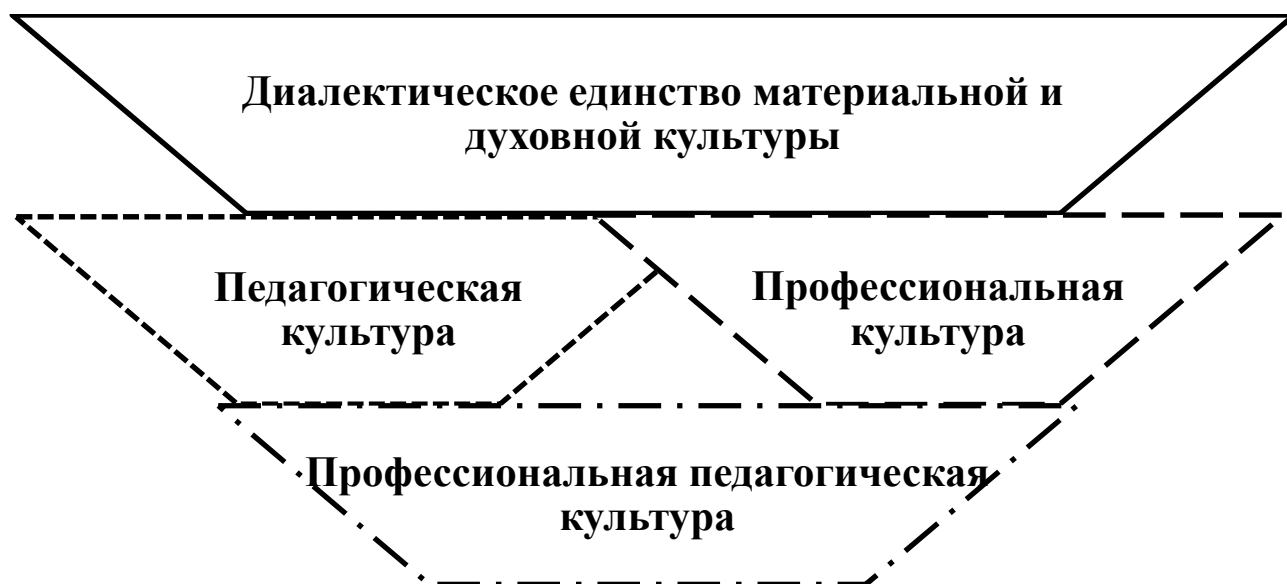 Диалектическое единство материальной и
духовной культуры
Педагогическая
культура
Профессиональная
культура
Профессиональная педагогическая
культура